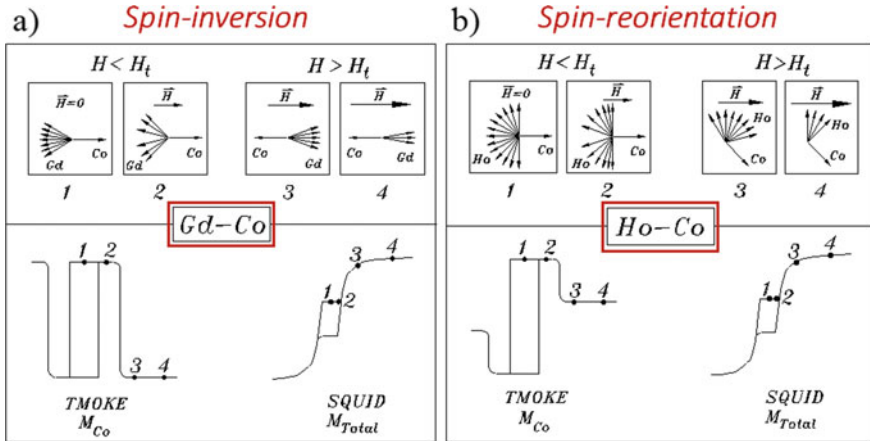 a) Spin-inversion
H < Ht
H > Ht
H=0
Co
Gd
1
H
Co
Gd
2
H
Co
Gd
3
H
Co
Gd
4
Gd-Co
1 2
3 4
TMOKE
MCo
1 2
3 4
SQUID
MTotal
b) Spin-reorientation
H < Ht
H > Ht
H=0
Co
Ho
1
H
Co
Ho
2
H
Ho
Co
3
H
Ho
Co
4
Ho-Co
1 2
3 4
TMOKE
MCo
1 2
3 4
SQUID
MTotal